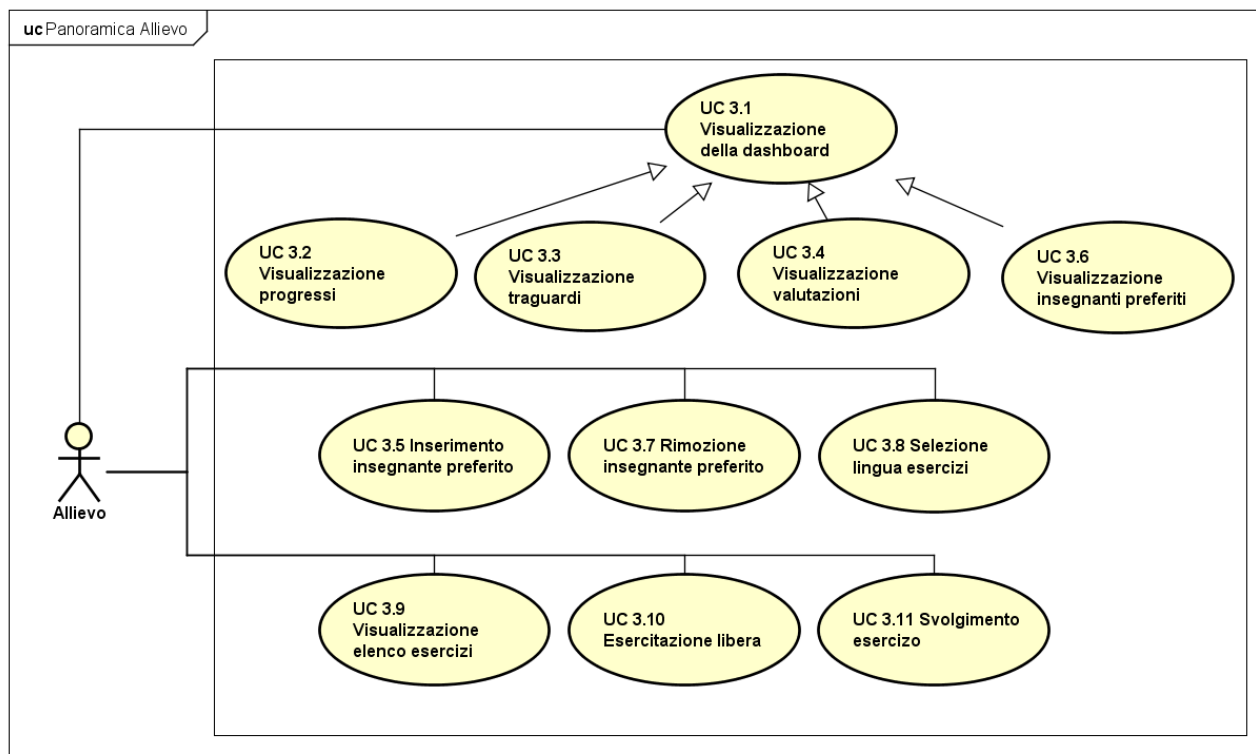 uc Panoramica Allievo
UC 3.1
Visualizzazione
della dashboard
UC 3.2
Visualizzazione
progressi
UC 3.3
Visualizzazione
traguardi
UC 3.4
Visualizzazione
valutazioni
UC 3.6
Visualizzazione
insegnanti preferiti
UC 3.5 Inserimento
insegnante preferito
UC 3.7 Rimozione
insegnante preferito
UC 3.8 Selezione
lingua esercizi
Allievo
UC 3.9
Visualizzazione
elenco esercizi
UC 3.10
Esercitazione libera
UC 3.11 Svolgimento
esercizo